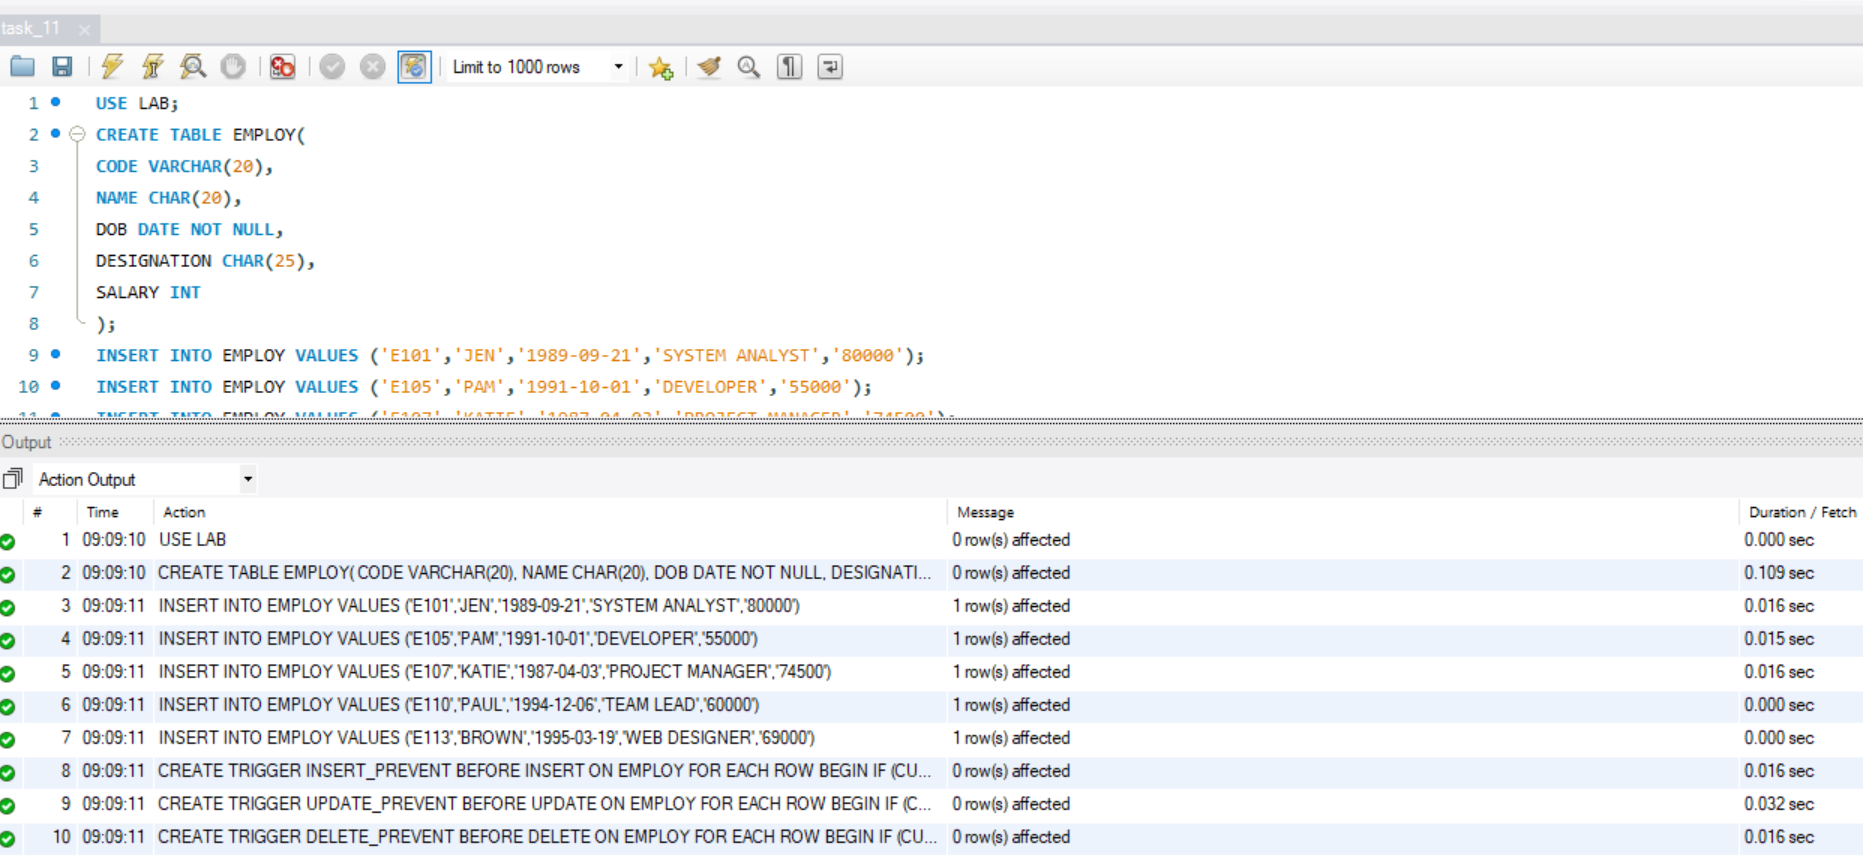 task_11
Limit to 1000 rows
1 USE LAB;
2 CREATE TABLE EMPLOY(
3 CODE VARCHAR(20),
4 NAME CHAR(20),
5 DOB DATE NOT NULL,
6 DESIGNATION CHAR(25),
7 SALARY INT
8 );
9 INSERT INTO EMPLOY VALUES ('E101','JEN','1989-09-21','SYSTEM ANALYST','80000');
10 INSERT INTO EMPLOY VALUES ('E105','PAM','1991-10-01','DEVELOPER','55000');
11 INSERT INTO EMPLOY VALUES ('E107','KATIE','1987-04-03','PROJECT MANAGER','74500');
Output
Action Output
# Time Action Message Duration / Fetch
1 09:09:10 USE LAB 0 row(s) affected 0.000 sec
2 09:09:10 CREATE TABLE EMPLOY( CODE VARCHAR(20), NAME CHAR(20), DOB DATE NOT NULL, DESIGNATI... 0 row(s) affected 0.109 sec
3 09:09:11 INSERT INTO EMPLOY VALUES ('E101','JEN','1989-09-21','SYSTEM ANALYST','80000') 1 row(s) affected 0.016 sec
4 09:09:11 INSERT INTO EMPLOY VALUES ('E105','PAM','1991-10-01','DEVELOPER','55000') 1 row(s) affected 0.015 sec
5 09:09:11 INSERT INTO EMPLOY VALUES ('E107','KATIE','1987-04-03','PROJECT MANAGER','74500') 1 row(s) affected 0.016 sec
6 09:09:11 INSERT INTO EMPLOY VALUES ('E110','PAUL','1994-12-06','TEAM LEAD','60000') 1 row(s) affected 0.000 sec
7 09:09:11 INSERT INTO EMPLOY VALUES ('E113','BROWN','1995-03-19','WEB DESIGNER','69000') 1 row(s) affected 0.000 sec
8 09:09:11 CREATE TRIGGER INSERT_PREVENT BEFORE INSERT ON EMPLOY FOR EACH ROW BEGIN IF (CU... 0 row(s) affected 0.016 sec
9 09:09:11 CREATE TRIGGER UPDATE_PREVENT BEFORE UPDATE ON EMPLOY FOR EACH ROW BEGIN IF (C... 0 row(s) affected 0.032 sec
10 09:09:11 CREATE TRIGGER DELETE_PREVENT BEFORE DELETE ON EMPLOY FOR EACH ROW BEGIN IF (CU... 0 row(s) affected 0.016 sec